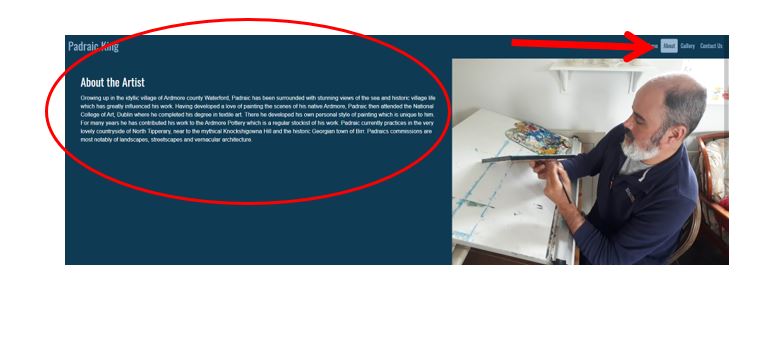 Padraic King
About
Gallery
Contact Us
About the Artist
Growing up in the idyllic village of Ardmore county Waterford, Padraic has been surrounded with stunning views of the sea and historic village life
which has greatly influenced his work. Having developed a love of painting the scenes of his native Ardmore, Padraic then attended the National
College of Art, Dublin where he completed his degree in textile art. There he developed his own personal style of painting which is unique to him.
For many years he has contributed his work to the Ardmore Pottery which is a regular stockist of his work. Padraic currently practices in the very
lovely countryside of North Tipperary, near to the mythical Knockshigowna Hill and the historic Georgian town of Birr. Padraics commissions are
most notably of landscapes, streetscapes and vernacular architecture.